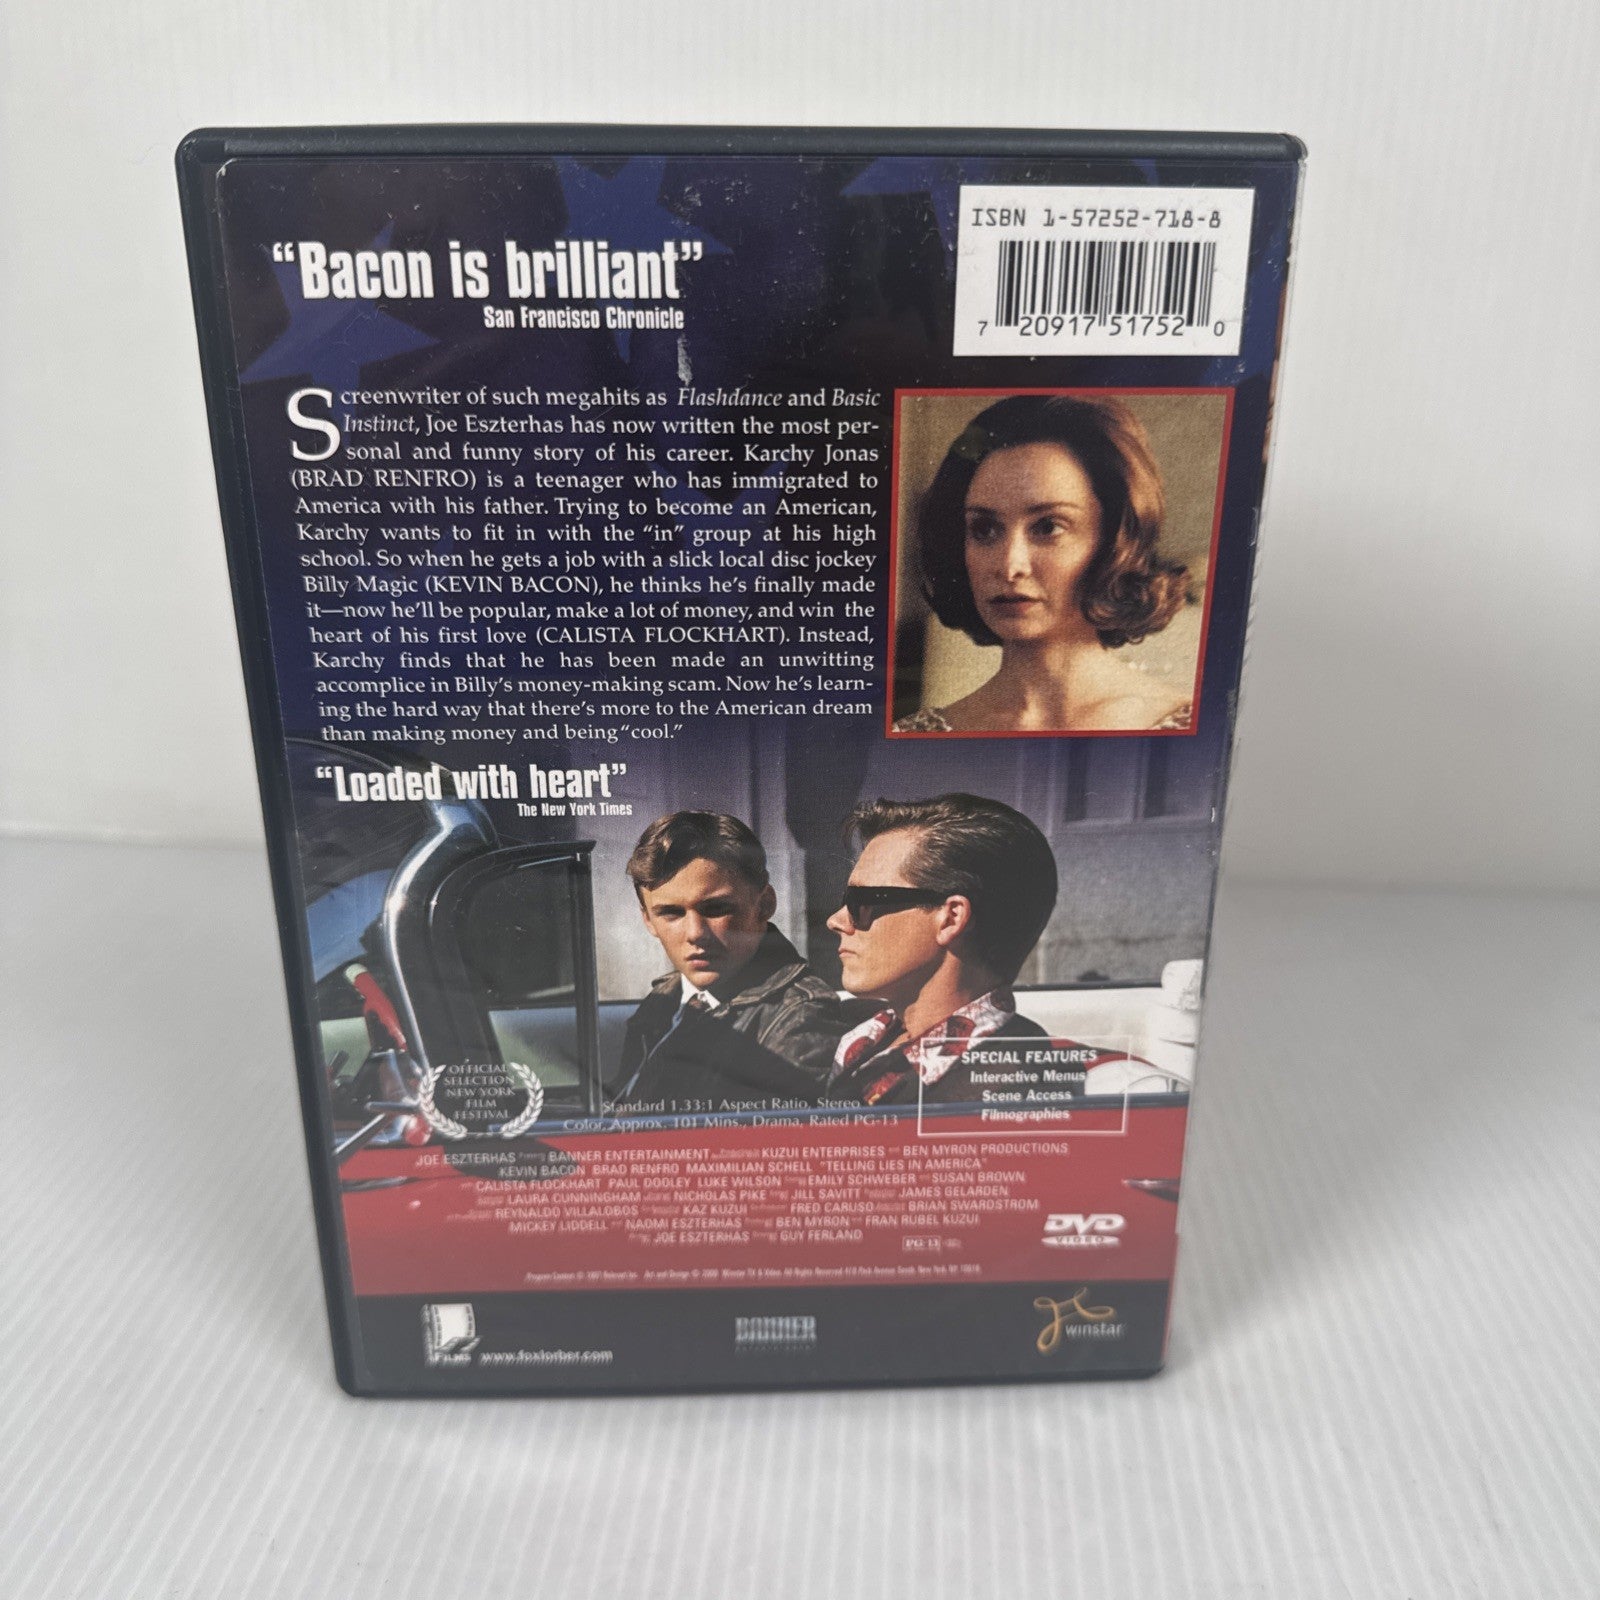 ISBN 1-57252-718-8
7 20917 51752 0
“Bacon is brilliant”
San Francisco Chronicle
Screenwriter of such megahits as Flashdance and Basic
Instinct, Joe Eszterhas has now written the most per-
sonal and funny story of his career. Karchy Jonas
(BRAD RENFRO) is a teenager who has immigrated to
America with his father. Trying to become an American,
Karchy wants to fit in with the “in” group at his high
school. So when he gets a job with a slick local disc jockey
Billy Magic (KEVIN BACON), he thinks he’s finally made
it—now he’ll be popular, make a lot of money, and win the
heart of his first love (CALISTA FLOCKHART). Instead,
Karchy finds that he has been made an unwitting
accomplice in Billy’s money-making scam. Now he’s learn-
ing the hard way that there’s more to the American dream
than making money and being “cool.”
“Loaded with heart”
The New York Times
SPECIAL FEATURES
Interactive Menus
Scene Access
Filmographies
OFFICIAL
SELECTION
NEW YORK
FILM
FESTIVAL
Standard 1.33:1 Aspect Ratio, Stereo
Color, Approx. 101 Mins., Drama, Rated PG-13
JOE ESZTERHAS BANNER ENTERTAINMENT KUZUI ENTERPRISES BEN MYRON PRODUCTIONS
KEVIN BACON BRAD RENFRO MAXIMILIAN SCHELL "TELLING LIES IN AMERICA"
CALISTA FLOCKHART PAUL DOOLEY LUKE WILSON EMILY SCHWEBER SUSAN BROWN
LAURA CUNNINGHAM NICHOLAS PIKE JILL SAVITT JAMES GELARDEN
REYNALDO VILLALOBOS KAZ KUZUI FRED CARUSO BRIAN SWARDSTROM
MICKEY LIDDELL NAOMI ESZTERHAS BEN MYRON FRAN RUBEL KUZUI
JOE ESZTERHAS GUY FERLAND
PG-13
DVD
VIDEO
FILMS
www.foxlorber.com
BANNER
ENTERTAINMENT
winstar